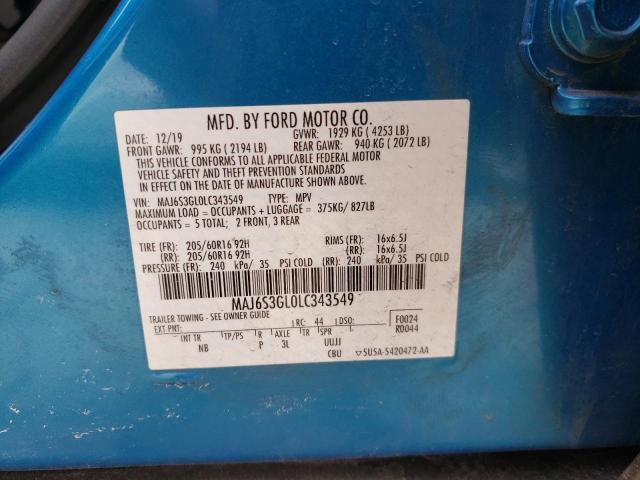 MFD. BY FORD MOTOR CO.
DATE: 12/19 GVWR: 1929 KG ( 4253 LB)
FRONT GAWR: 995 KG ( 2194 LB) REAR GAWR: 940 KG ( 2072 LB)
THIS VEHICLE CONFORMS TO ALL APPLICABLE FEDERAL MOTOR
VEHICLE SAFETY AND THEFT PREVENTION STANDARDS
IN EFFECT ON THE DATE OF MANUFACTURE SHOWN ABOVE.
VIN: MAJ6S3GL0LC343549 TYPE: MPV
MAXIMUM LOAD = OCCUPANTS + LUGGAGE = 375KG/ 827LB
OCCUPANTS = 5 TOTAL; 2 FRONT, 3 REAR
TIRE (FR): 205/60R16 92H RIMS (FR): 16x6.5J
(RR): 205/60R16 92H (RR): 16x6.5J
PRESSURE (FR): 240 kPa/ 35 PSI COLD (RR): 240 kPa/ 35 PSI COLD
MAJ6S3GL0LC343549
TRAILER TOWING - SEE OWNER GUIDE
EXT PNT: RC: 44 DSO: F0024
R0044
INT TR TP/PS R AXLE TR SPR
NB P 3L UUJJ
CBU ▽5USA-5420472-AA